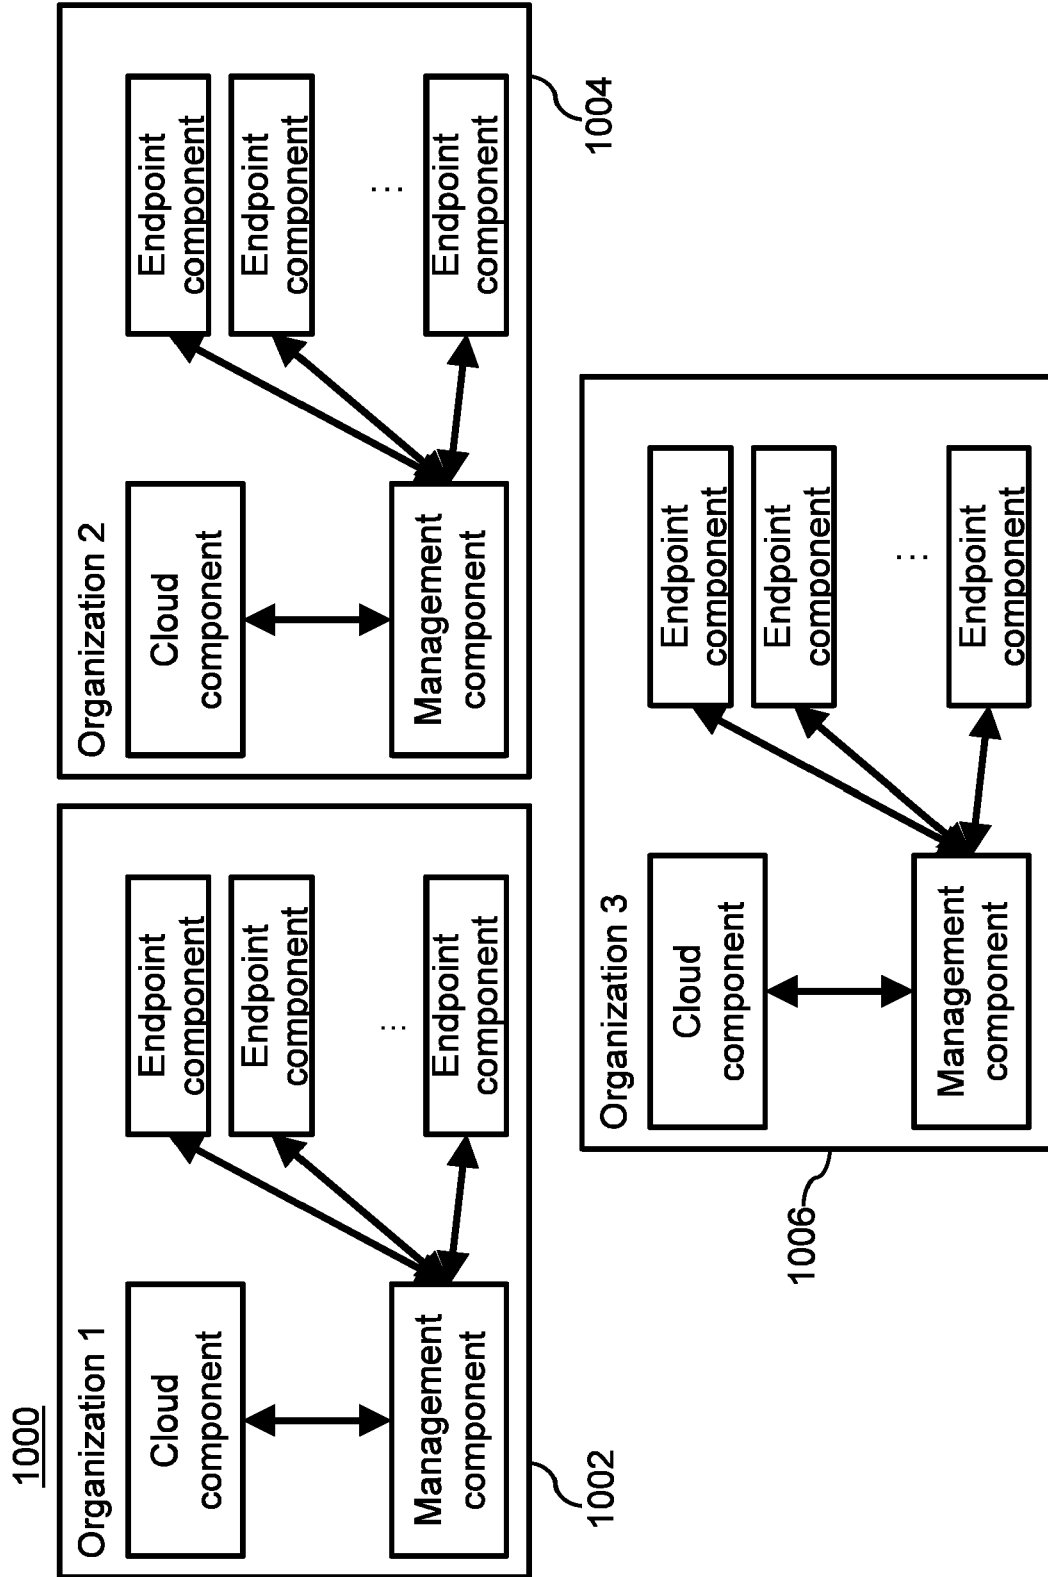 1000
Organization 1
Cloud
component
Management
component
Endpoint
component
Endpoint
component
...
Endpoint
component
1002
Organization 2
Cloud
component
Management
component
Endpoint
component
Endpoint
component
...
Endpoint
component
1004
Organization 3
Cloud
component
Management
component
Endpoint
component
Endpoint
component
...
Endpoint
component
1006